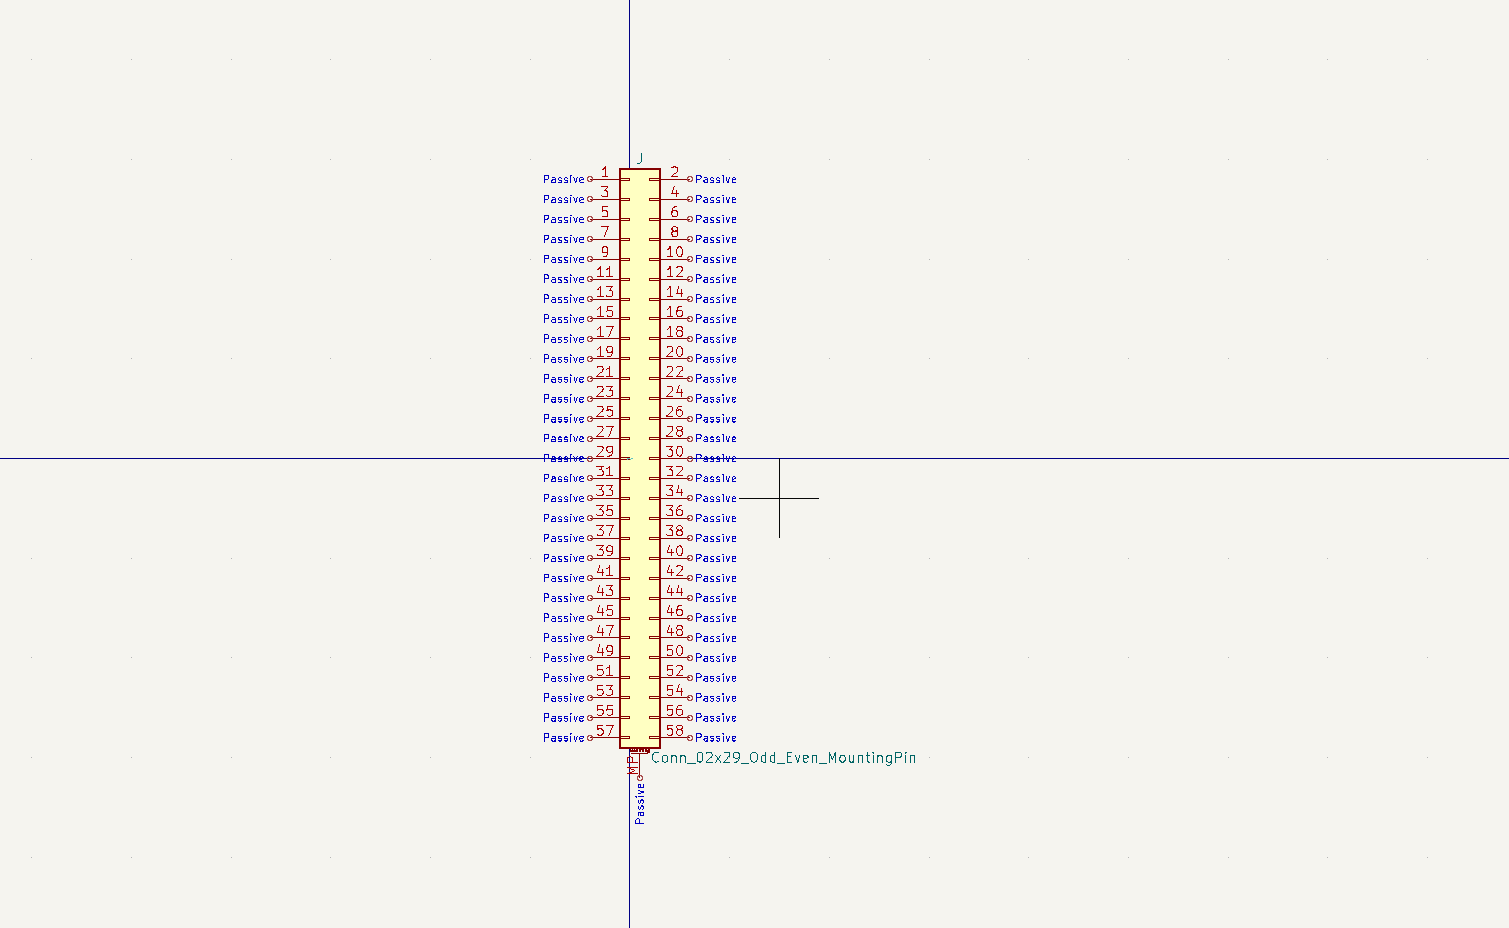 J
Passive 1 2 Passive
Passive 3 4 Passive
Passive 5 6 Passive
Passive 7 8 Passive
Passive 9 10 Passive
Passive 11 12 Passive
Passive 13 14 Passive
Passive 15 16 Passive
Passive 17 18 Passive
Passive 19 20 Passive
Passive 21 22 Passive
Passive 23 24 Passive
Passive 25 26 Passive
Passive 27 28 Passive
Passive 29 30 Passive
Passive 31 32 Passive
Passive 33 34 Passive
Passive 35 36 Passive
Passive 37 38 Passive
Passive 39 40 Passive
Passive 41 42 Passive
Passive 43 44 Passive
Passive 45 46 Passive
Passive 47 48 Passive
Passive 49 50 Passive
Passive 51 52 Passive
Passive 53 54 Passive
Passive 55 56 Passive
Passive 57 58 Passive
MP
Conn_02x29_Odd_Even_MountingPin
Passive